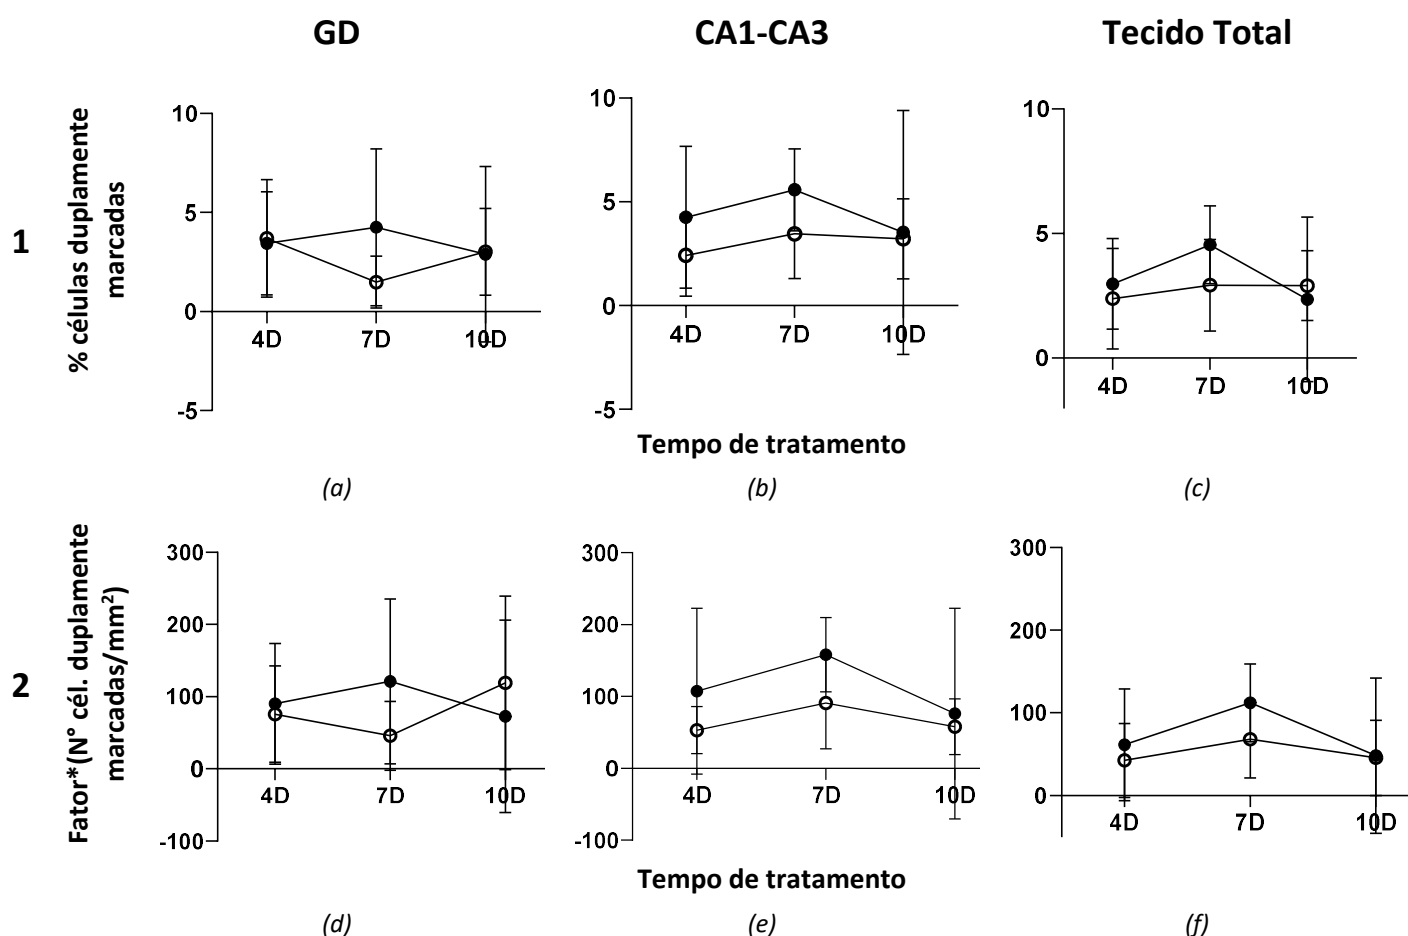 GD
CA1-CA3
Tecido Total
1
% células duplamente
marcadas
10
5
0
-5
4D
7D
10D
10
5
0
-5
4D
7D
10D
10
5
0
4D
7D
10D
Tempo de tratamento
(a)
(b)
(c)
2
Fator*(N° cél. duplamente
marcadas/mm²)
300
200
100
0
-100
4D
7D
10D
300
200
100
0
-100
4D
7D
10D
300
200
100
0
4D
7D
10D
Tempo de tratamento
(d)
(e)
(f)